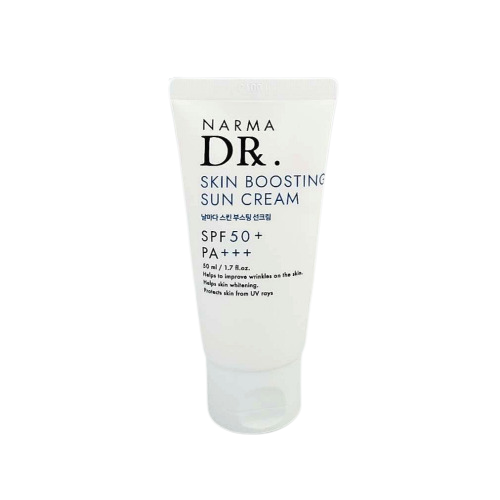 NARMA
DR.
SKIN BOOSTING
SUN CREAM
날마다 스킨 부스팅 선크림
SPF50+
PA+++
50 ml / 1.7 fl.oz.
Helps to improve wrinkles on the skin.
Helps skin whitening.
Protects skin from UV rays